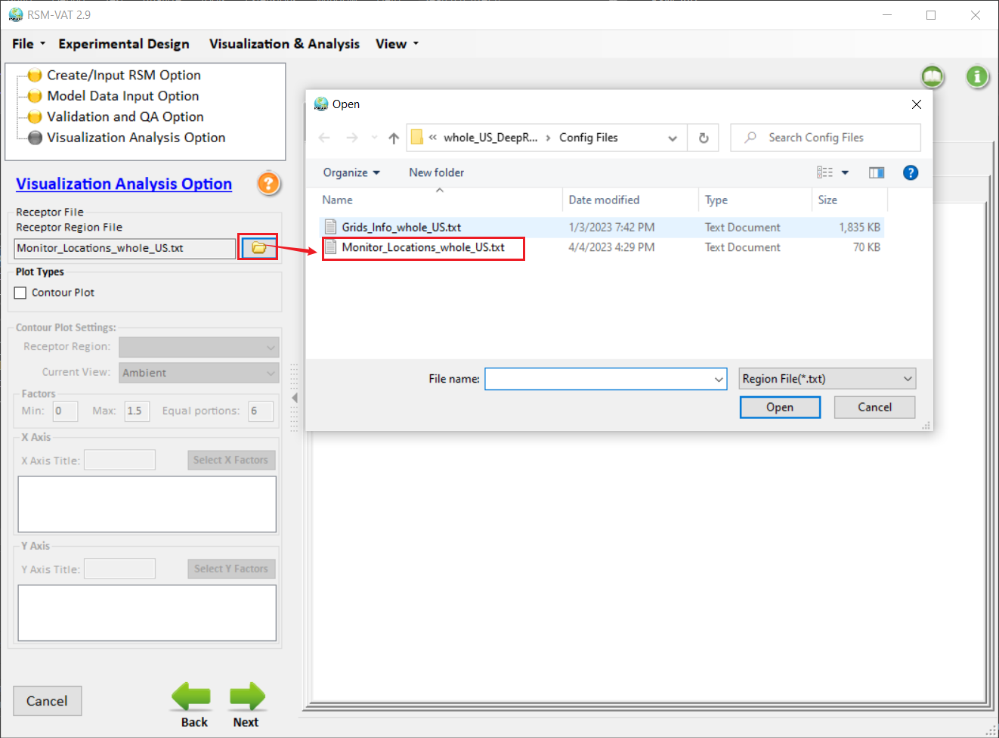 RSM-VAT 2.9
File Experimental Design Visualization & Analysis View
Create/Input RSM Option
Model Data Input Option
Validation and QA Option
Visualization Analysis Option
Visualization Analysis Option
?
Receptor File
Receptor Region File
Monitor_Locations_whole_US.txt
Plot Types
Contour Plot
Contour Plot Settings:
Receptor Region:
Current View: Ambient
Factors
Min: 0 Max: 1.5 Equal portions: 6
X Axis
X Axis Title: Select X Factors
Y Axis
Y Axis Title: Select Y Factors
Cancel
Back Next
i
Open
« whole_US_DeepR... › Config Files
Search Config Files
Organize New folder
?
Name Date modified Type Size
Grids_Info_whole_US.txt 1/3/2023 7:42 PM Text Document 1,835 KB
Monitor_Locations_whole_US.txt 4/4/2023 4:29 PM Text Document 70 KB
File name: Region File(*.txt)
Open Cancel